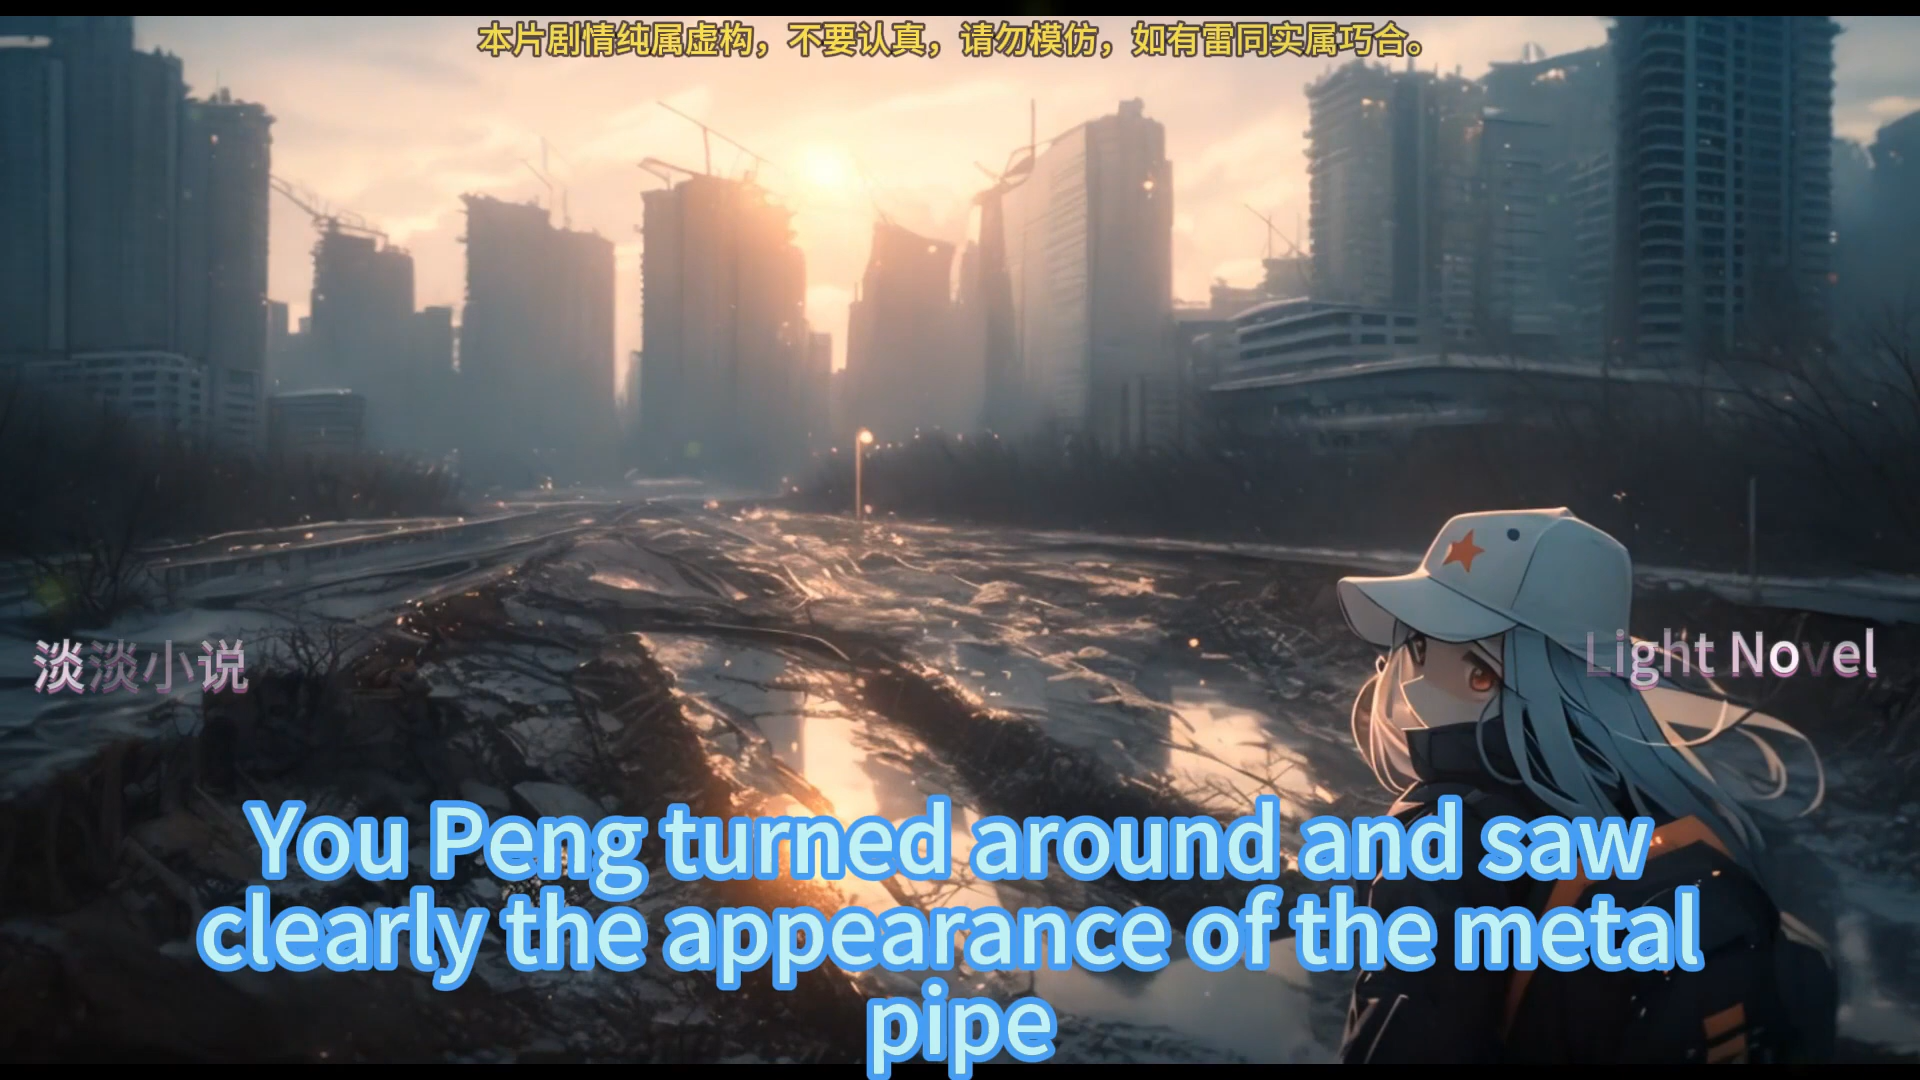 本片剧情纯属虚构，不要认真，请勿模仿，如有雷同实属巧合。
淡淡小说
Light Novel
You Peng turned around and saw
clearly the appearance of the metal
pipe